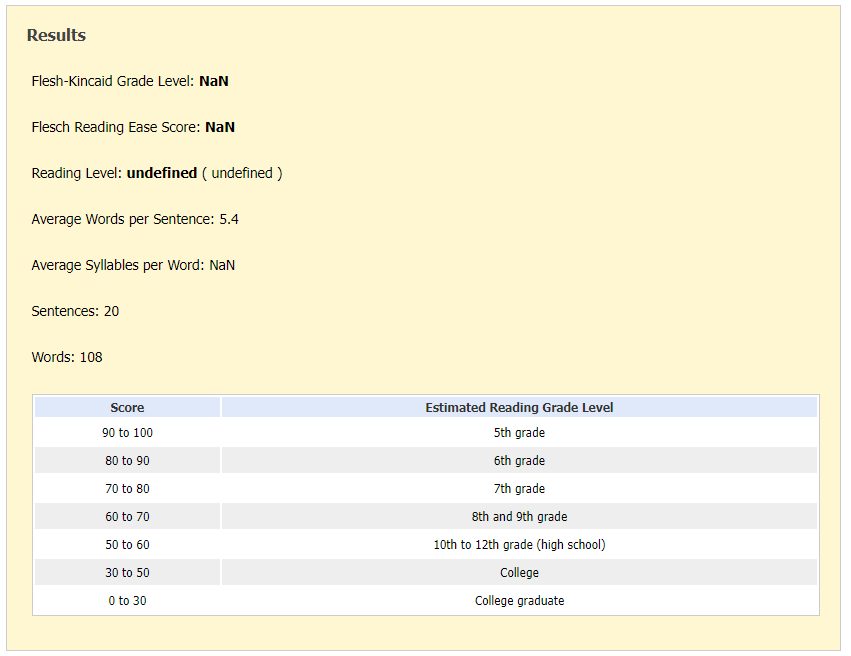 Results
Flesh-Kincaid Grade Level: NaN
Flesch Reading Ease Score: NaN
Reading Level: undefined ( undefined )
Average Words per Sentence: 5.4
Average Syllables per Word: NaN
Sentences: 20
Words: 108
Score Estimated Reading Grade Level
90 to 100 5th grade
80 to 90 6th grade
70 to 80 7th grade
60 to 70 8th and 9th grade
50 to 60 10th to 12th grade (high school)
30 to 50 College
0 to 30 College graduate